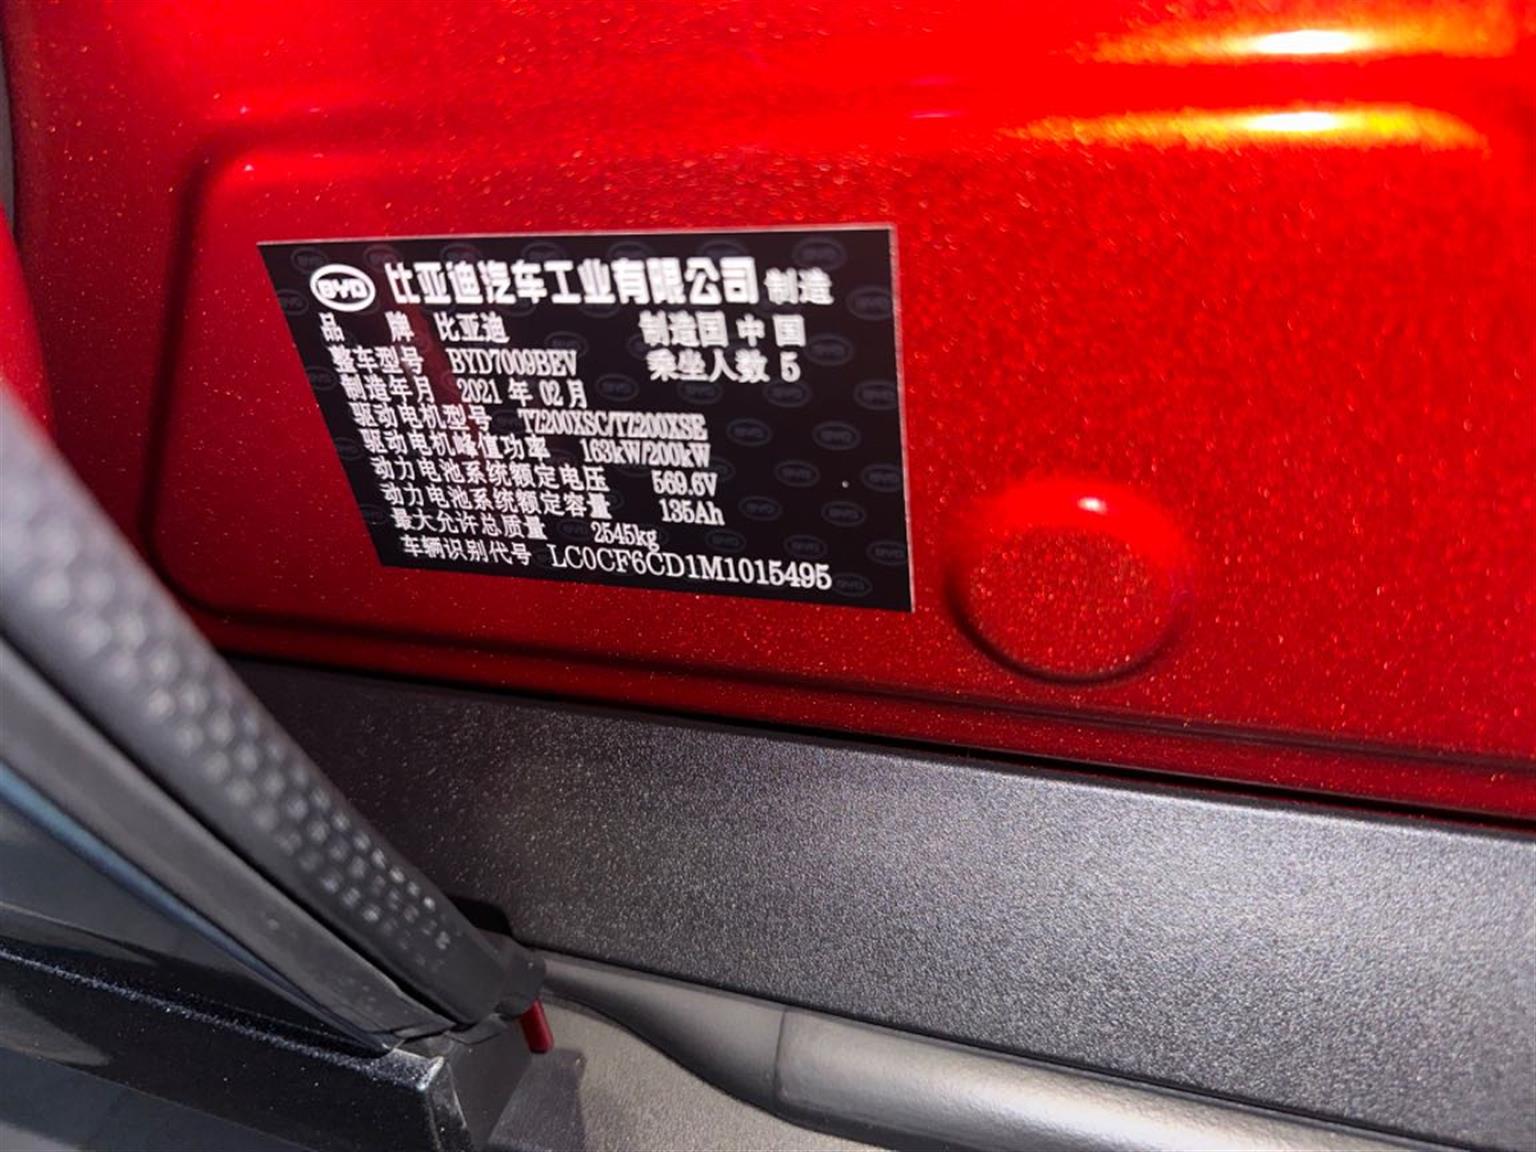 BYD 比亚迪汽车工业有限公司 制造
品 牌 比亚迪 制造国 中国
整车型号 BYD7009BEV 乘坐人数 5
制造年月 2021 年 02 月
驱动电机型号 TZ200XSC/TZ200XSE
驱动电机峰值功率 163kW/200kW
动力电池系统额定电压 569.6V
动力电池系统额定容量 135Ah
最大允许总质量 2545kg
车辆识别代号 LC0CF6CD1M1015495